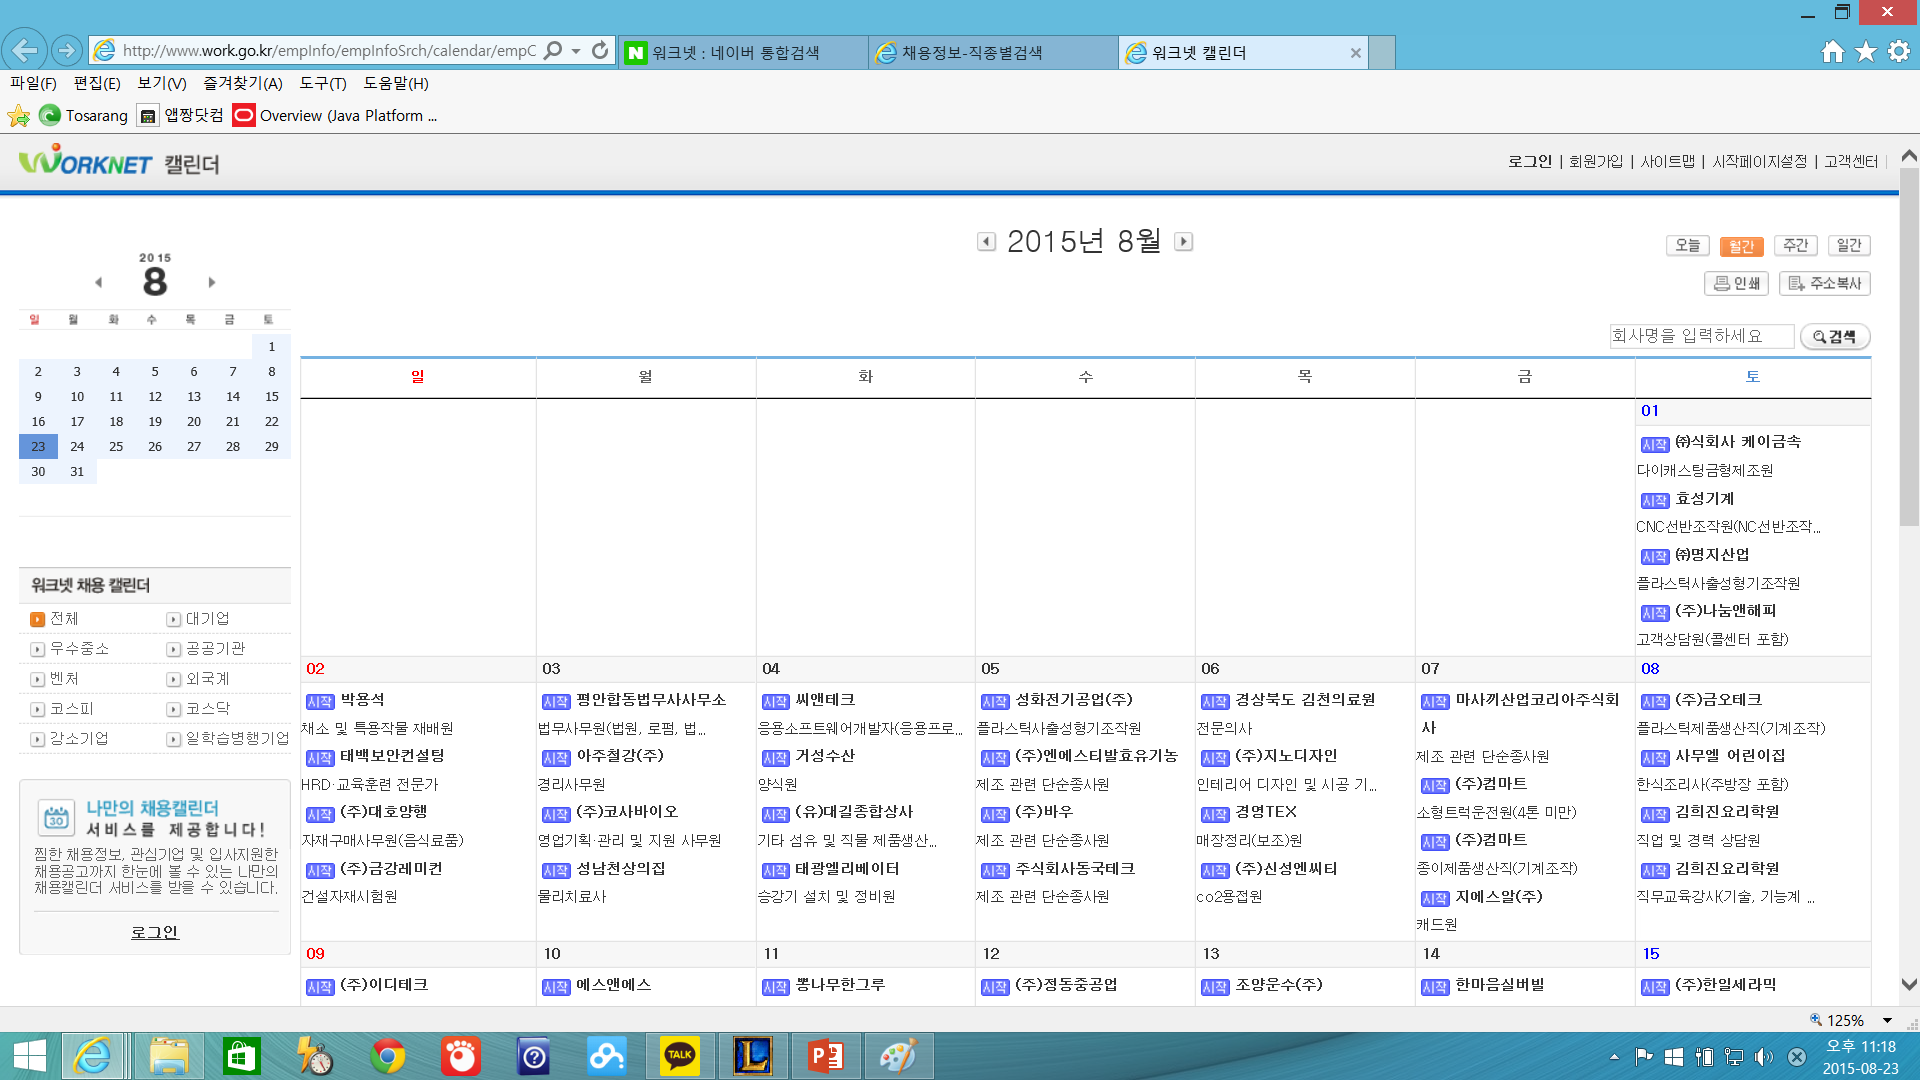 http://www.work.go.kr/empInfo/empInfoSrch/calendar/empC
워크넷 : 네이버 통합검색
채용정보-직종별검색
워크넷 캘린더
파일(F) 편집(E) 보기(V) 즐겨찾기(A) 도구(T) 도움말(H)
Tosarang 앱짱닷컴 Overview (Java Platform ...
WORKNET 캘린더
로그인 | 회원가입 | 사이트맵 | 시작페이지설정 | 고객센터
2015년 8월
오늘 월간 주간 일간
인쇄 주소복사
회사명을 입력하세요 검색
2015
8
일 월 화 수 목 금 토
1
2 3 4 5 6 7 8
9 10 11 12 13 14 15
16 17 18 19 20 21 22
23 24 25 26 27 28 29
30 31
워크넷 채용 캘린더
전체 대기업
우수중소 공공기관
벤처 외국계
코스피 코스닥
강소기업 일학습병행기업
나만의 채용캘린더
서비스를 제공합니다!
찜한 채용정보, 관심기업 및 입사지원한
채용공고까지 한눈에 볼 수 있는 나만의
채용캘린더 서비스를 받을 수 있습니다.
로그인
일 월 화 수 목 금 토
01
시작 ㈜식회사 케이금속
다이캐스팅금형제조원
시작 효성기계
CNC선반조작원(NC선반조작...
시작 ㈜명지산업
플라스틱사출성형기조작원
시작 (주)나눔앤해피
고객상담원(콜센터 포함)
02
시작 박용석
채소 및 특용작물 재배원
시작 태백보안컨설팅
HRD·교육훈련 전문가
시작 (주)대호양행
자재구매사무원(음식료품)
시작 (주)금강레미컨
건설자재시험원
03
시작 평안합동법무사사무소
법무사무원(법원, 로펌, 법...
시작 아주철강(주)
경리사무원
시작 (주)코사바이오
영업기획·관리 및 지원 사무원
시작 성남천상의집
물리치료사
04
시작 씨앤테크
응용소프트웨어개발자(응용프로...
시작 거성수산
양식원
시작 (유)대길종합상사
기타 섬유 및 직물 제품생산...
시작 태광엘리베이터
승강기 설치 및 정비원
05
시작 성화전기공업(주)
플라스틱사출성형기조작원
시작 (주)엔에스티발효유기농
제조 관련 단순종사원
시작 (주)바우
제조 관련 단순종사원
시작 주식회사동국테크
제조 관련 단순종사원
06
시작 경상북도 김천의료원
전문의사
시작 (주)지노디자인
인테리어 디자인 및 시공 기...
시작 경영TEX
매장정리(보조)원
시작 (주)신성엔씨티
co2용접원
07
시작 마사끼산업코리아주식회
사
제조 관련 단순종사원
시작 (주)컴마트
소형트럭운전원(4톤 미만)
시작 (주)컴마트
종이제품생산직(기계조작)
시작 지에스알(주)
캐드원
08
시작 (주)금오테크
플라스틱제품생산직(기계조작)
시작 사무엘 어린이집
한식조리사(주방장 포함)
시작 김희진요리학원
직업 및 경력 상담원
시작 김희진요리학원
직무교육강사(기술, 기능계 ...
09
시작 (주)이디테크
10
시작 에스앤에스
11
시작 뽕나무한그루
12
시작 (주)정동중공업
13
시작 조양운수(주)
14
시작 한마음실버빌
15
시작 (주)한일세라믹
125%
TALK
오후 11:18
2015-08-23